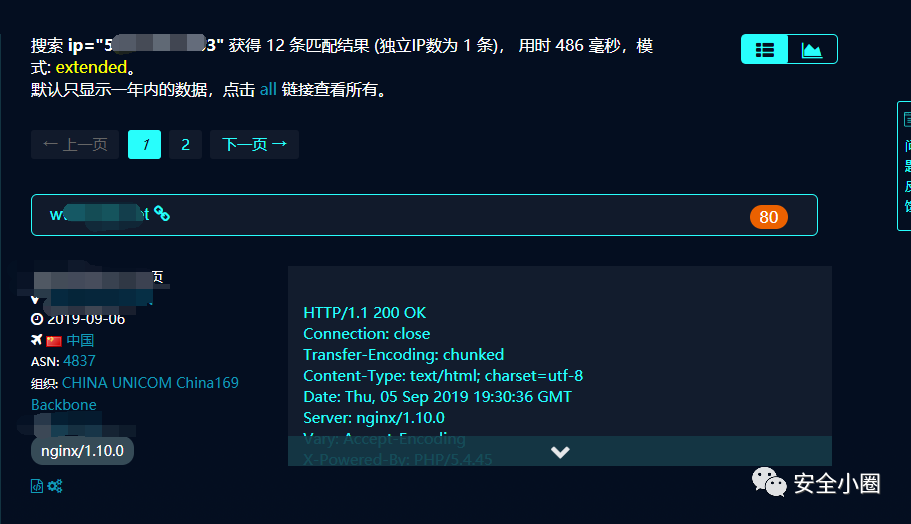 搜索 ip="5 3" 获得 12 条匹配结果 (独立IP数为 1 条)， 用时 486 毫秒，模
式: extended。
默认只显示一年内的数据，点击 all 链接查看所有。
← 上一页 1 2 下一页 →
w t 80
页
2019-09-06
中国
ASN: 4837
组织: CHINA UNICOM China169
Backbone
nginx/1.10.0
HTTP/1.1 200 OK
Connection: close
Transfer-Encoding: chunked
Content-Type: text/html; charset=utf-8
Date: Thu, 05 Sep 2019 19:30:36 GMT
Server: nginx/1.10.0
Vary: Accept-Encoding
X-Powered-By: PHP/5.4.45
问
题
反
馈
安全小圈